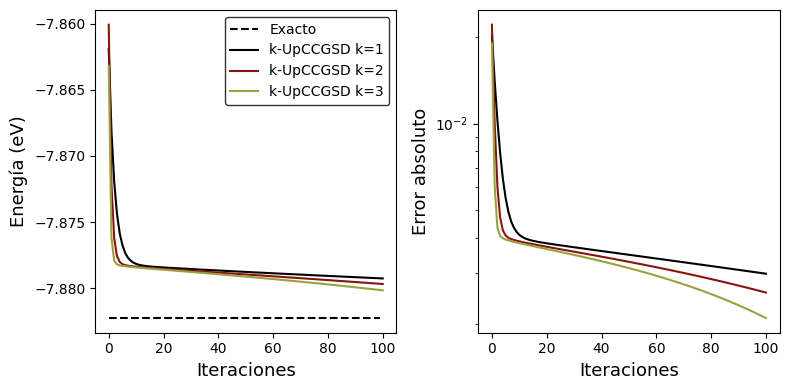 Energía (eV)
−7.860
−7.865
−7.870
−7.875
−7.880
Exacto
k-UpCCGSD k=1
k-UpCCGSD k=2
k-UpCCGSD k=3
0 20 40 60 80 100
Iteraciones
Error absoluto
10⁻²
0 20 40 60 80 100
Iteraciones